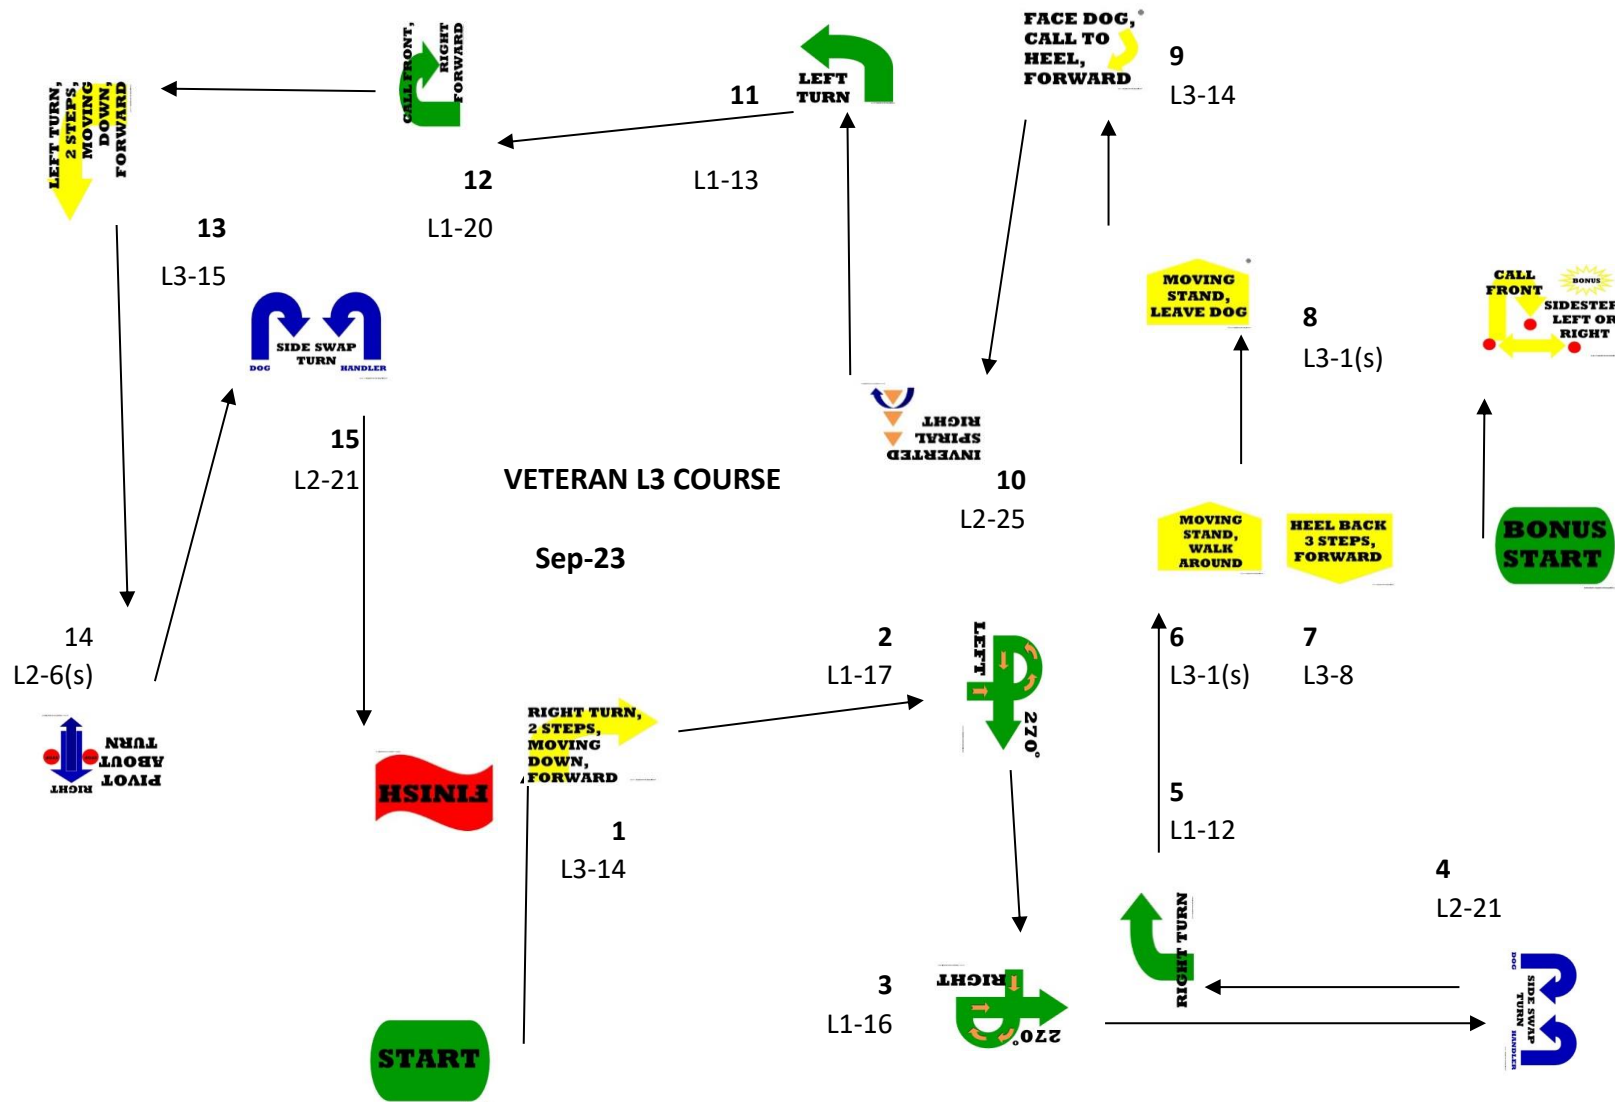 FACE DOG,
CALL TO
HEEL,
FORWARD
9
L3-14
CALL FRONT,
RIGHT
FORWARD
LEFT
TURN
11
L1-13
12
L1-20
LEFT TURN,
2 STEPS,
MOVING
DOWN,
FORWARD
13
L3-15
SIDE SWAP
TURN
DOG
HANDLER
15
L2-21
MOVING
STAND,
LEAVE DOG
8
L3-1(s)
CALL
FRONT
BONUS
SIDESTEP
LEFT OR
RIGHT
INVERTED
SPIRAL
RIGHT
10
L2-25
VETERAN L3 COURSE
Sep-23
MOVING
STAND,
WALK
AROUND
6
L3-1(s)
HEEL BACK
3 STEPS,
FORWARD
7
L3-8
BONUS
START
14
L2-6(s)
PIVOT
ABOUT
TURN
RIGHT
FINISH
RIGHT TURN,
2 STEPS,
MOVING
DOWN,
FORWARD
1
L3-14
2
L1-17
LEFT
270°
5
L1-12
RIGHT TURN
4
L2-21
DOG
SIDE SWAP
TURN
HANDLER
3
L1-16
RIGHT
270°
START